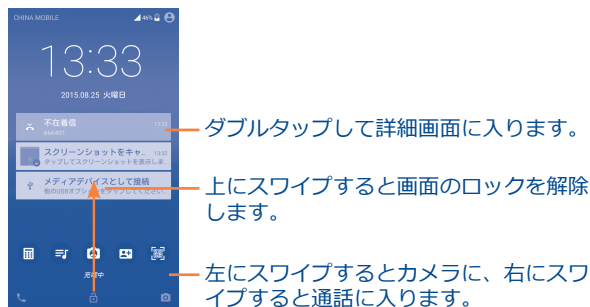 CHINA MOBILE
46%
13:33
2015.08.25 火曜日
不在着信 13:33
666401
スクリーンショットをキャ... 13:33
タップしてスクリーンショットを表示しま..
メディアデバイスとして接続
他のUSBオプションをタップしてください.
充電中
ダブルタップして詳細画面に入ります。
上にスワイプすると画面のロックを解除
します。
左にスワイプするとカメラに、右にスワ
イプすると通話に入ります。